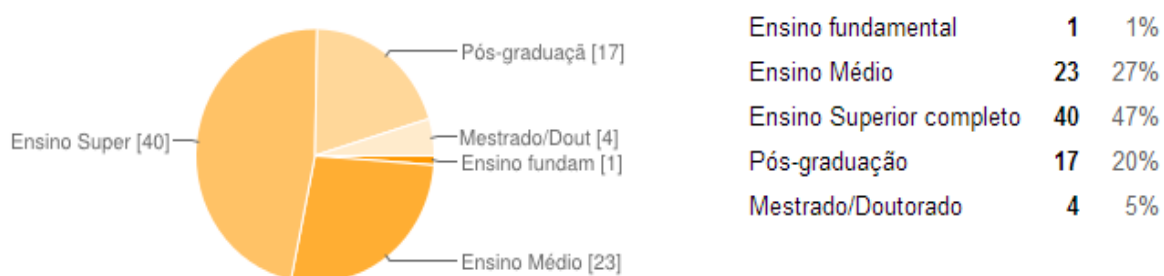 Pós-graduaçã [17]
Ensino Super [40]
Mestrado/Dout [4]
Ensino fundam [1]
Ensino Médio [23]
Ensino fundamental 1 1%
Ensino Médio 23 27%
Ensino Superior completo 40 47%
Pós-graduação 17 20%
Mestrado/Doutorado 4 5%